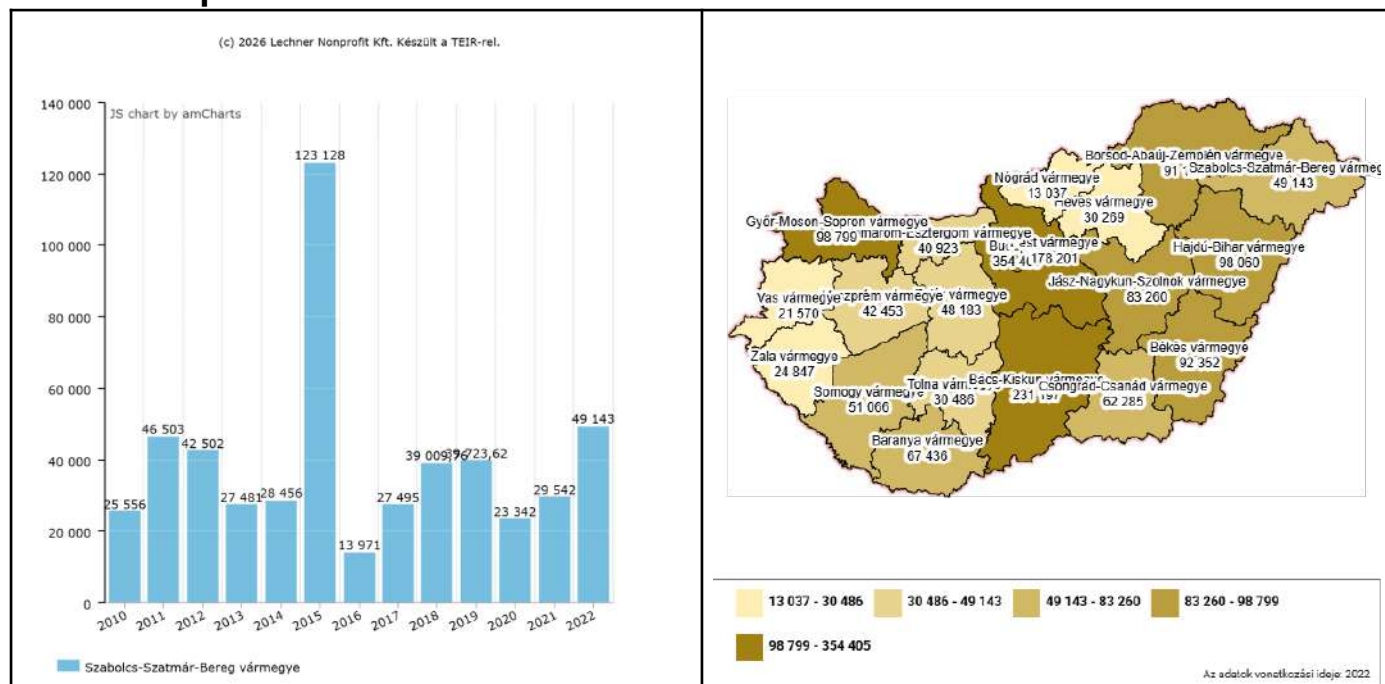 (c) 2026 Lechner Nonprofit Kft. Készült a TEIR-rel.
JS chart by amCharts
140 000
120 000
100 000
80 000
60 000
40 000
20 000
0
25 556
46 503
42 502
27 481
28 456
123 128
13 971
27 495
39 009,76
23 342
29 542
49 143
2010
2011
2012
2013
2014
2015
2016
2017
2018
2019
2020
2021
2022
Szabolcs-Szatmár-Bereg vármegye
Borsod-Abaúj-Zemplén vármegye
Szabolcs-Szatmár-Bereg
49 143
Nógrád vármegye
13 037
Heves vármegye
30 269
Győr-Moson-Sopron vármegye
98 799
vármegye
40 923
vármegye
178 201
Hajdú-Bihar vármegye
98 060
Jász-Nagykun-Szolnok vármegye
83 260
Vas vármegye
21 570
vármegye
42 453
vármegye
48 183
Békés vármegye
92 352
Zala vármegye
24 847
Somogy vármegye
51 066
Tolna
30 486
Bács-Kiskun
Csongrád-Csanád vármegye
62 285
Baranya vármegye
67 436
13 037 - 30 486
30 486 - 49 143
49 143 - 83 260
83 260 - 98 799
98 799 - 354 405
Az adatok vonatkozási ideje: 2022